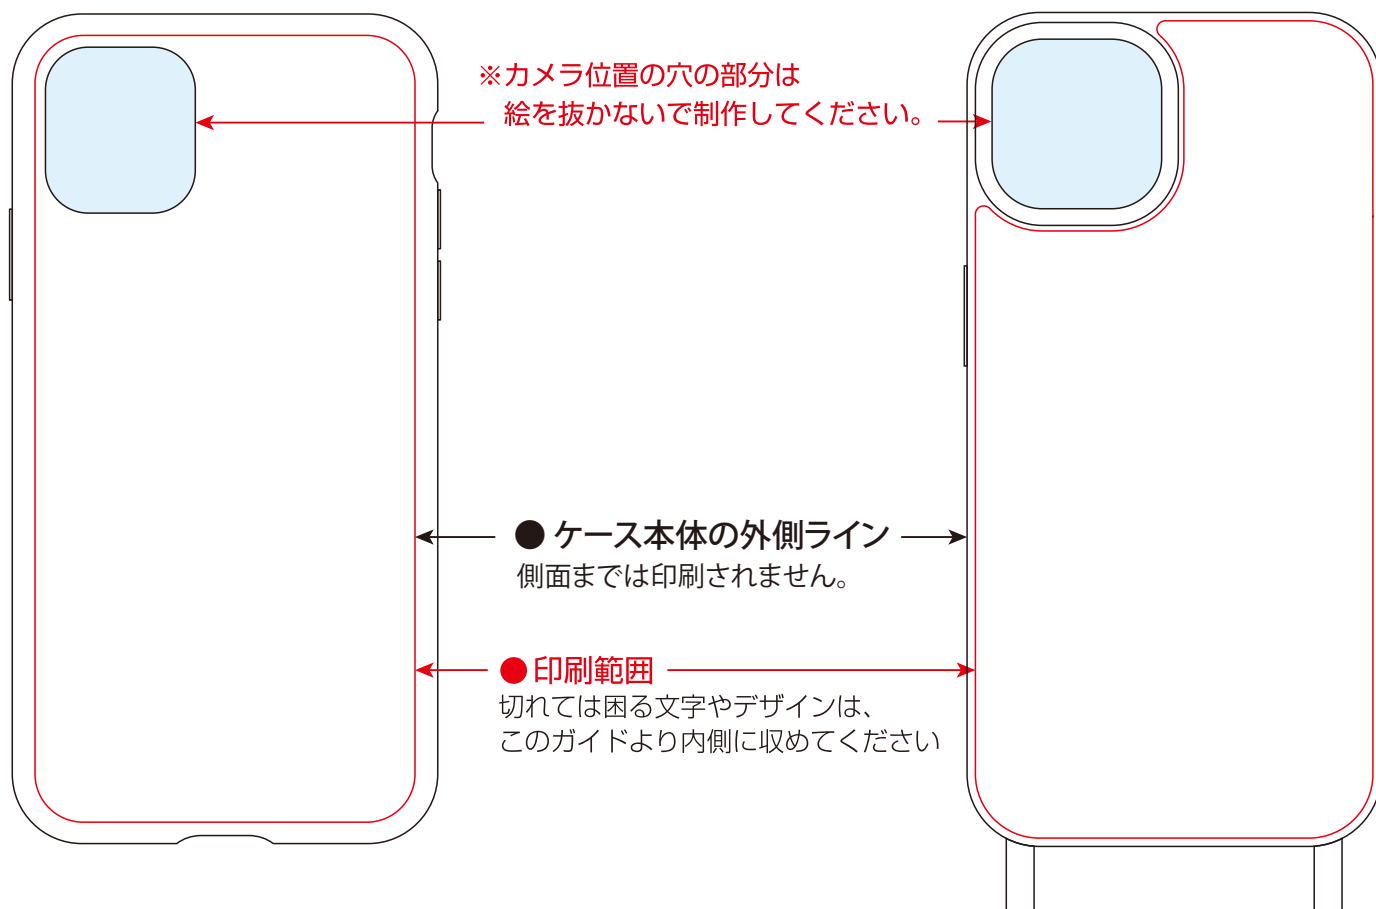 ※カメラ位置の穴の部分は
絵を抜かないで制作してください。
●ケース本体の外側ライン
側面までは印刷されません。
●印刷範囲
切れては困る文字やデザインは、
このガイドより内側に収めてください